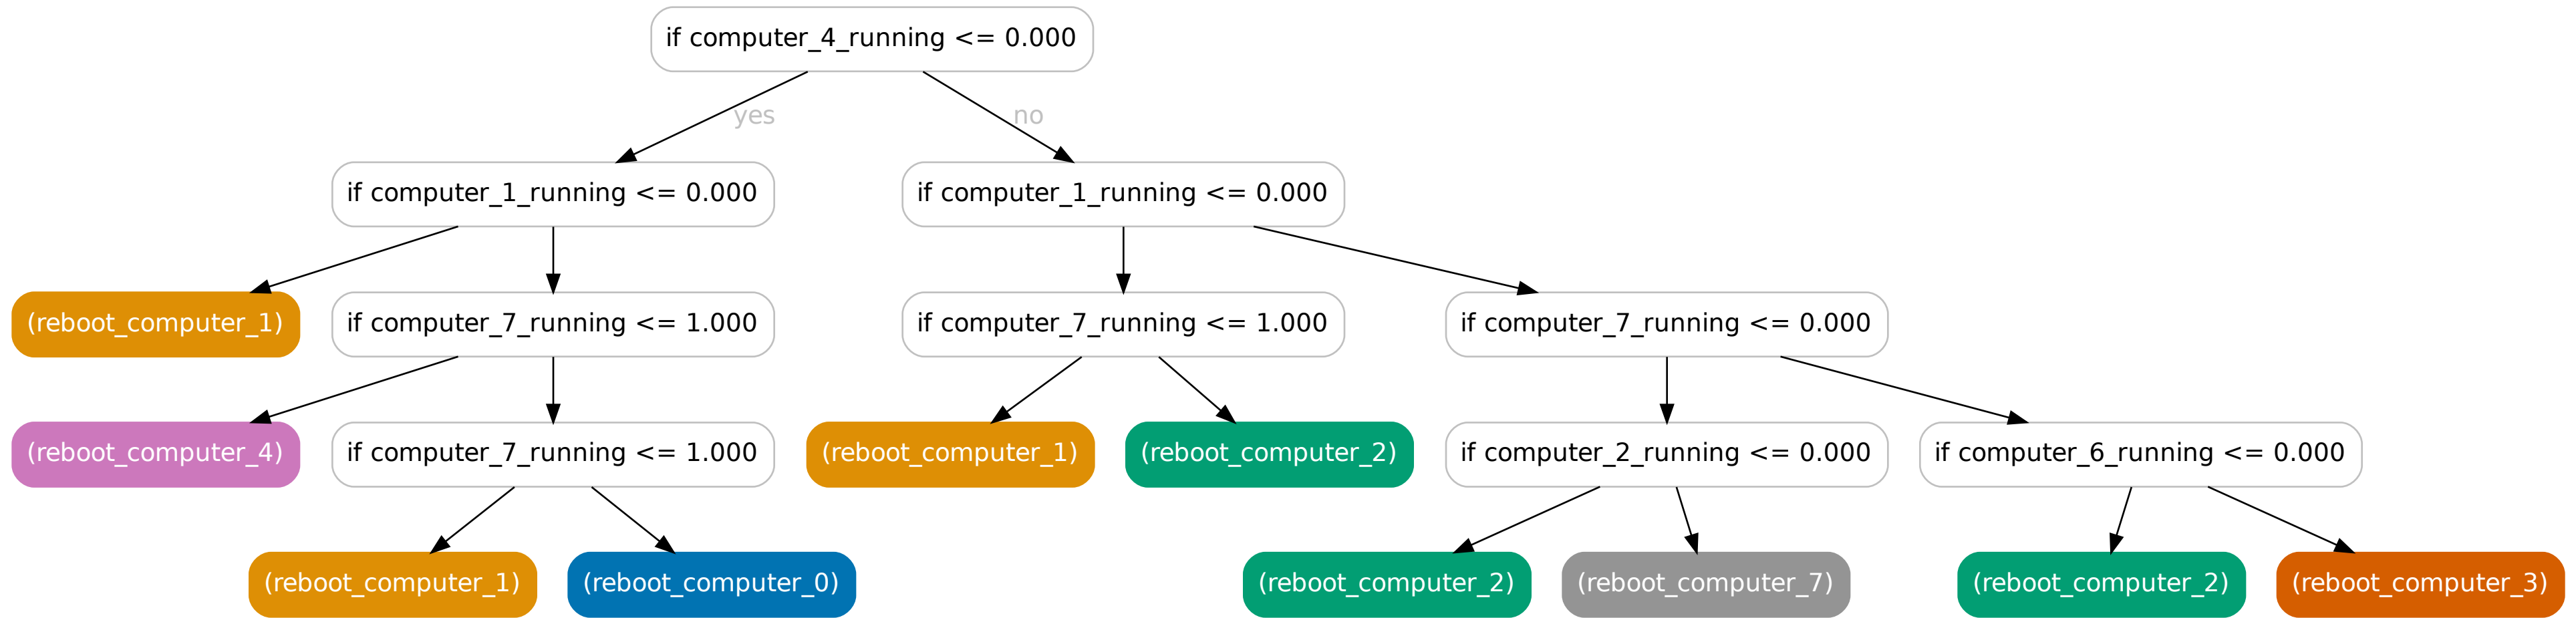 if computer_4_running <= 0.000
yes
no
if computer_1_running <= 0.000
if computer_1_running <= 0.000
(reboot_computer_1)
if computer_7_running <= 1.000
if computer_7_running <= 1.000
if computer_7_running <= 0.000
(reboot_computer_4)
if computer_7_running <= 1.000
(reboot_computer_1)
(reboot_computer_2)
if computer_2_running <= 0.000
if computer_6_running <= 0.000
(reboot_computer_1)
(reboot_computer_0)
(reboot_computer_2)
(reboot_computer_7)
(reboot_computer_2)
(reboot_computer_3)